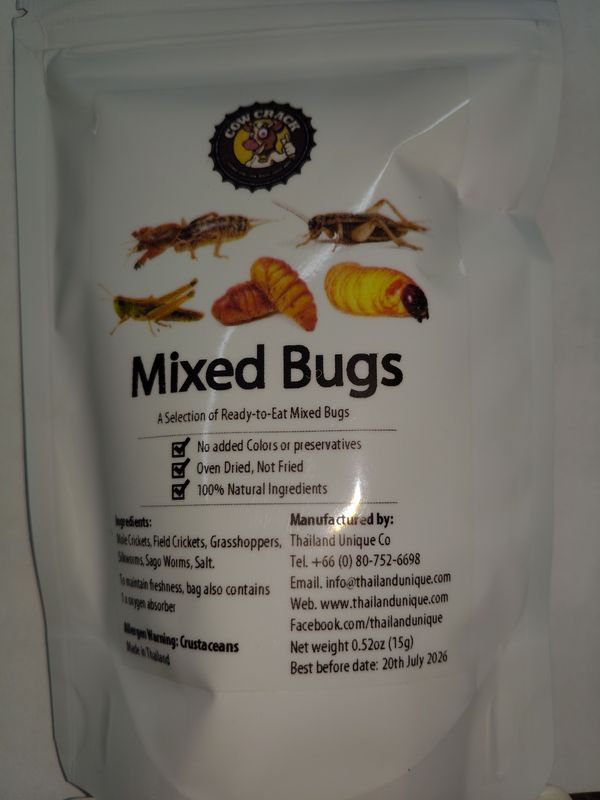 COW CRACK
Mixed Bugs
A Selection of Ready-to-Eat Mixed Bugs
No added Colors or preservatives
Oven Dried, Not Fried
100% Natural Ingredients
Ingredients:
Mole Crickets, Field Crickets, Grasshoppers,
Silkworms, Sago Worms, Salt.
To maintain freshness, bag also contains
1 x oxygen absorber
Allergen Warning: Crustaceans
Made in Thailand
Manufactured by:
Thailand Unique Co
Tel. +66 (0) 80-752-6698
Email. info@thailandunique.com
Web. www.thailandunique.com
Facebook.com/thailandunique
Net weight 0.52oz (15g)
Best before date: 20th July 2026